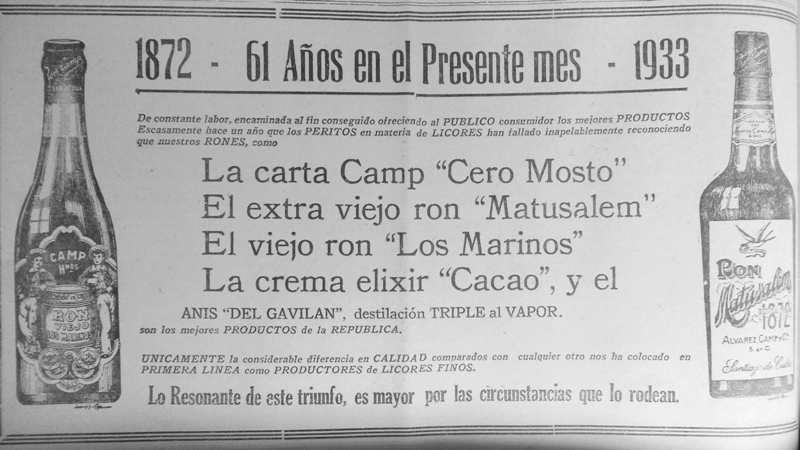 1872 - 61 Años en el Presente mes - 1933
De constante labor, encaminada al fin conseguido ofreciendo al PUBLICO consumidor los mejores PRODUCTOS
Escasamente hace un año que los PERITOS en materia de LICORES han fallado inapelablemente reconociendo
que nuestros RONES, como
La carta Camp “Cero Mosto”
El extra viejo ron “Matusalem”
El viejo ron “Los Marinos”
La crema elixir “Cacao”, y el
ANIS “DEL GAVILAN”, destilación TRIPLE al VAPOR.
son los mejores PRODUCTOS de la REPUBLICA.
UNICAMENTE la considerable diferencia en CALIDAD comparados con cualquier otro nos ha colocado en
PRIMERA LINEA como PRODUCTORES de LICORES FINOS.
Lo Resonante de este triunfo, es mayor por las circunstancias que lo rodean.
CAMP
Hnos
RON
VIEJO
LOS MARINOS
RON
Matusalem
1872
ALVAREZ CAMP y Ca
S. en C.
Santiago de Cuba